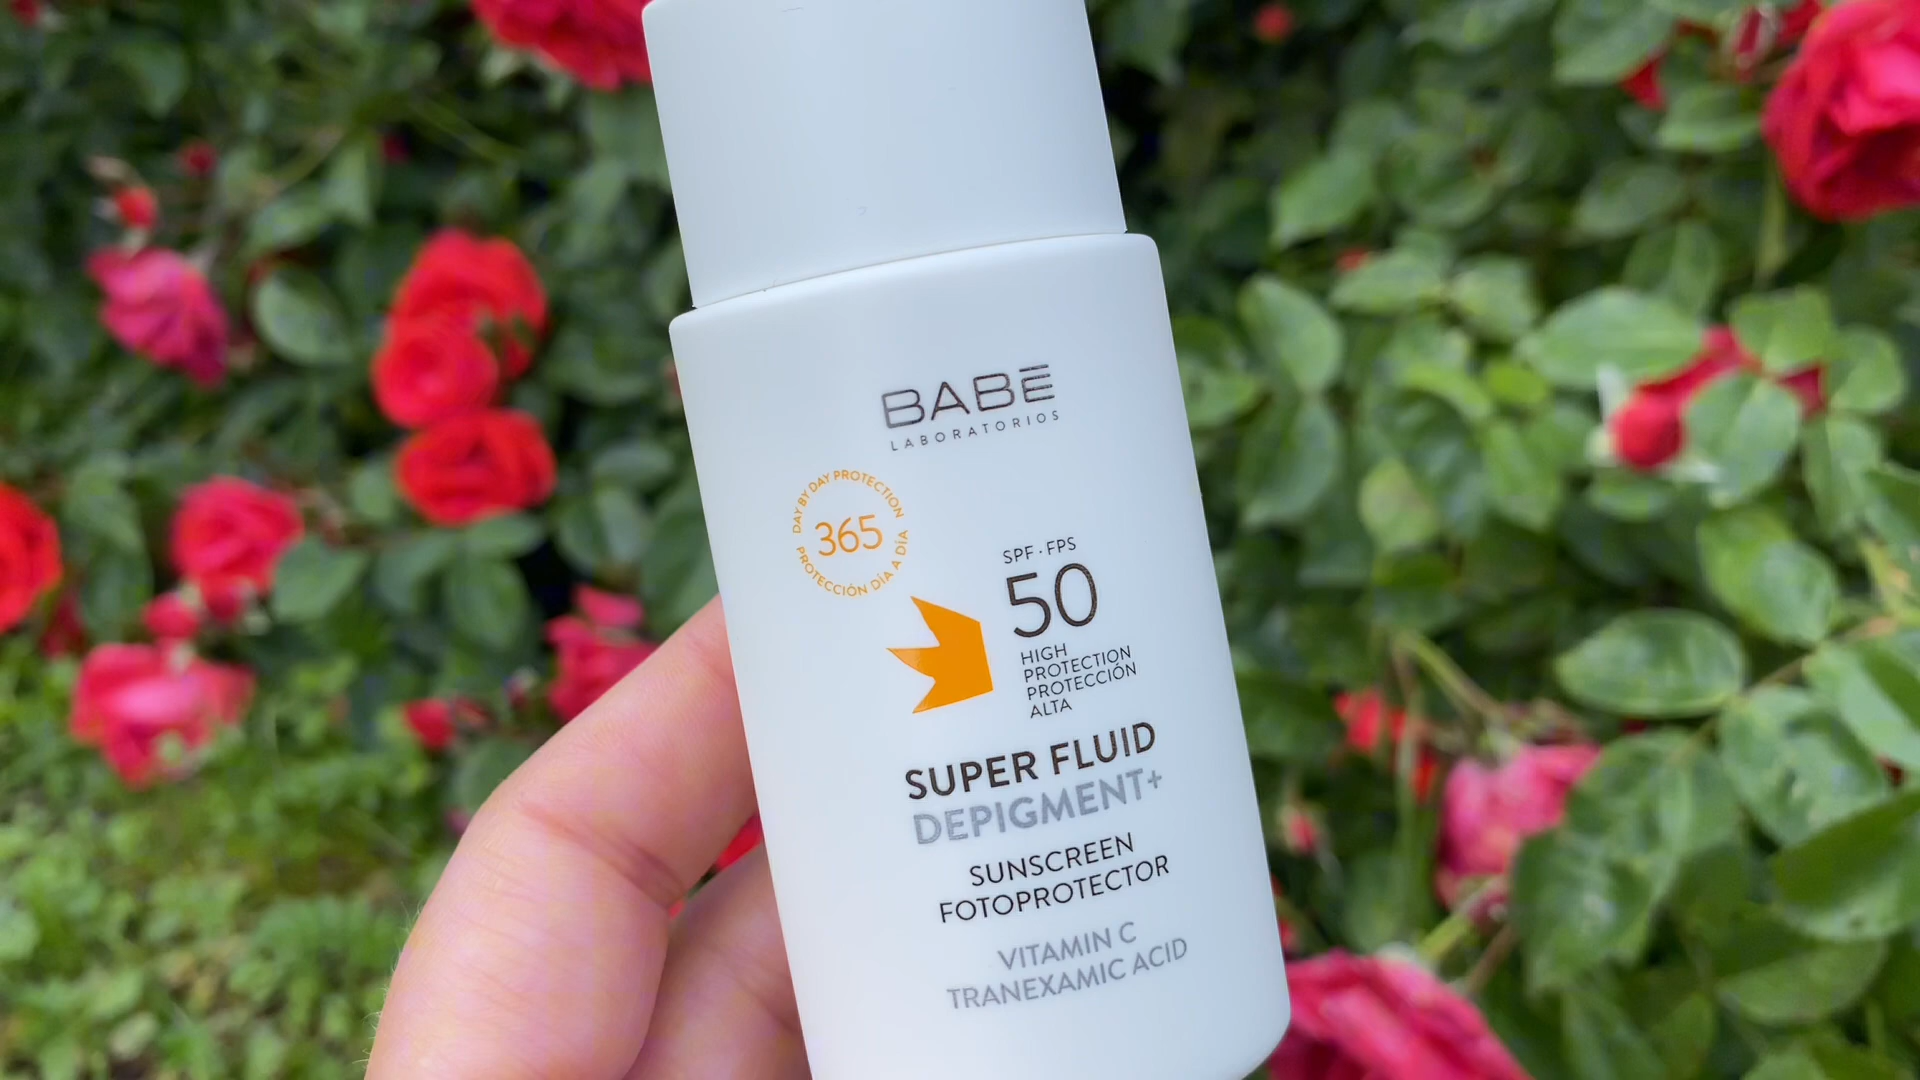 BABĒ
LABORATORIOS
DAY BY DAY PROTECTION
365
PROTECCIÓN DÍA A DÍA
SPF · FPS
50
HIGH
PROTECTION
PROTECCIÓN
ALTA
SUPER FLUID
DEPIGMENT+
SUNSCREEN
FOTOPROTECTOR
VITAMIN C
TRANEXAMIC ACID